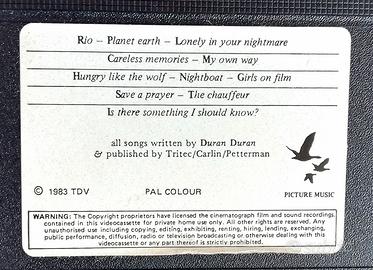 Rio – Planet earth – Lonely in your nightmare
Careless memories – My own way
Hungry like the wolf – Nightboat – Girls on film
Save a prayer – The chauffeur
Is there something I should know?
all songs written by Duran Duran
& published by Tritec/Carlin/Petterman
© 1983 TDV PAL COLOUR PICTURE MUSIC
WARNING: The Copyright proprietors have licensed the cinematograph film and sound recordings
contained in this videocassette for private home use only. All other rights are reserved. Any
unauthorised use including copying, editing, exhibiting, renting, hiring, lending, exchanging,
public performance, diffusion, radio or television broadcasting or otherwise dealing with this
videocassette or any part thereof is strictly prohibited.